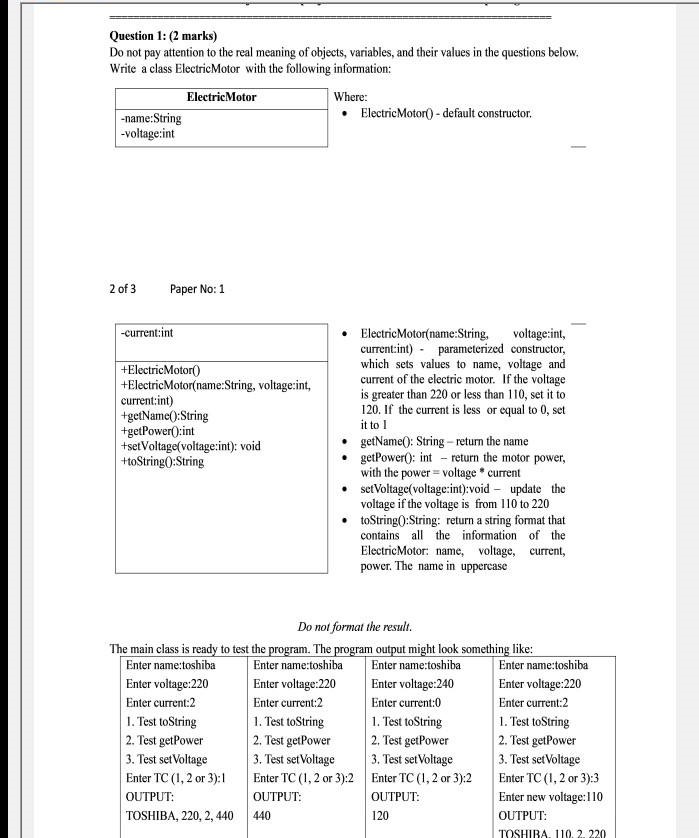 Question 1: (2 marks)
Do not pay attention to the real meaning of objects, variables, and their values in the questions below.
Write a class ElectricMotor with the following information:
ElectricMotor
-name:String
-voltage:int
Where:
• ElectricMotor() - default constructor.
2 of 3 Paper No: 1
-current:int
+ElectricMotor()
+ElectricMotor(name:String, voltage:int,
current:int)
+getName():String
+getPower():int
+setVoltage(voltage:int): void
+toString():String
• ElectricMotor(name:String, voltage:int,
current:int) - parameterized constructor,
which sets values to name, voltage and
current of the electric motor. If the voltage
is greater than 220 or less than 110, set it to
120. If the current is less or equal to 0, set
it to 1
• getName(): String – return the name
• getPower(): int – return the motor power,
with the power = voltage * current
• setVoltage(voltage:int):void – update the
voltage if the voltage is from 110 to 220
• toString():String: return a string format that
contains all the information of the
ElectricMotor: name, voltage, current,
power. The name in uppercase
Do not format the result.
The main class is ready to test the program. The program output might look something like:
Enter name:toshiba
Enter voltage:220
Enter current:2
1. Test toString
2. Test getPower
3. Test setVoltage
Enter TC (1, 2 or 3):1
OUTPUT:
TOSHIBA, 220, 2, 440
Enter name:toshiba
Enter voltage:220
Enter current:2
1. Test toString
2. Test getPower
3. Test setVoltage
Enter TC (1, 2 or 3):2
OUTPUT:
440
Enter name:toshiba
Enter voltage:240
Enter current:0
1. Test toString
2. Test getPower
3. Test setVoltage
Enter TC (1, 2 or 3):2
OUTPUT:
120
Enter name:toshiba
Enter voltage:220
Enter current:2
1. Test toString
2. Test getPower
3. Test setVoltage
Enter TC (1, 2 or 3):3
Enter new voltage:110
OUTPUT:
TOSHIBA, 110, 2, 220